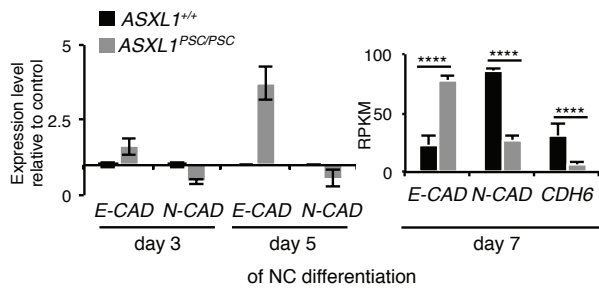 ASXL1+/+
ASXL1PSC/PSC
Expression level
relative to control
5
2.5
0
E-CAD N-CAD E-CAD N-CAD
day 3 day 5
RPKM
100
50
0
**** **** ****
E-CAD N-CAD CDH6
day 7
of NC differentiation